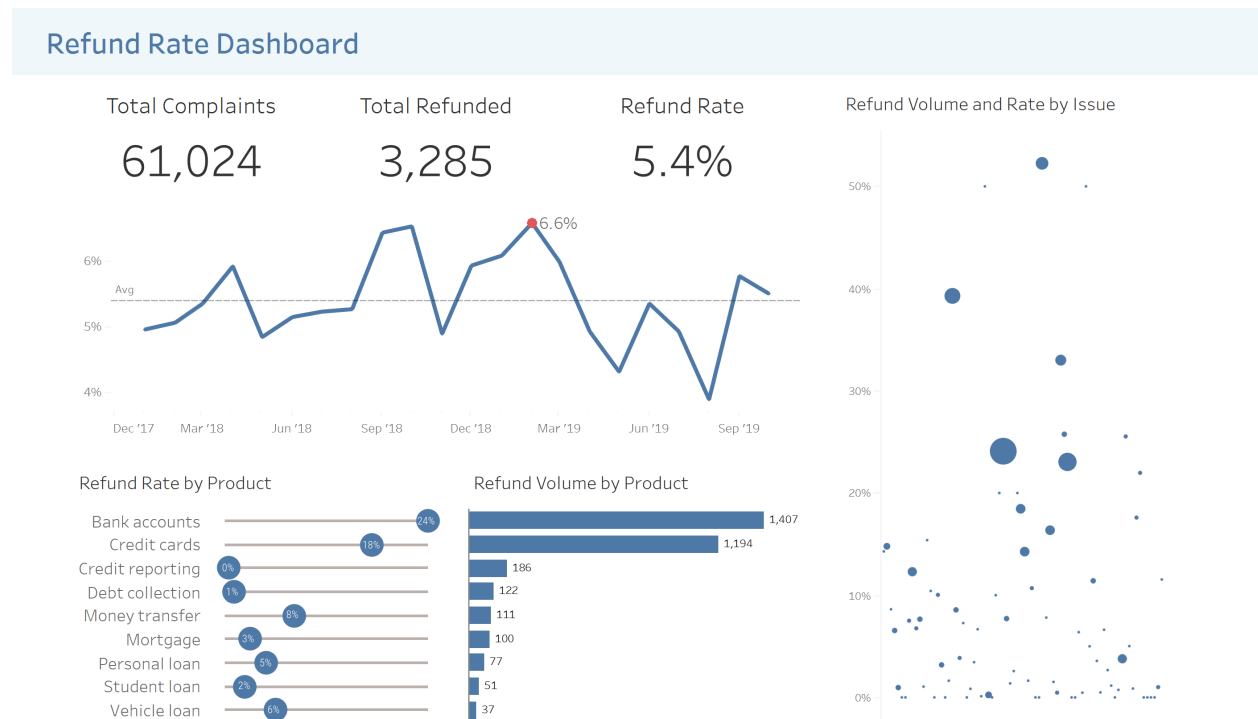 Refund Rate Dashboard
Total Complaints
61,024
Total Refunded
3,285
Refund Rate
5.4%
6.6%
6%
Avg
5%
4%
Dec '17 Mar '18 Jun '18 Sep '18 Dec '18 Mar '19 Jun '19 Sep '19
Refund Rate by Product
Bank accounts 24%
Credit cards 18%
Credit reporting 0%
Debt collection 1%
Money transfer 8%
Mortgage 3%
Personal loan 5%
Student loan 2%
Vehicle loan 6%
Refund Volume by Product
1,407
1,194
186
122
111
100
77
51
37
Refund Volume and Rate by Issue
50%
40%
30%
20%
10%
0%